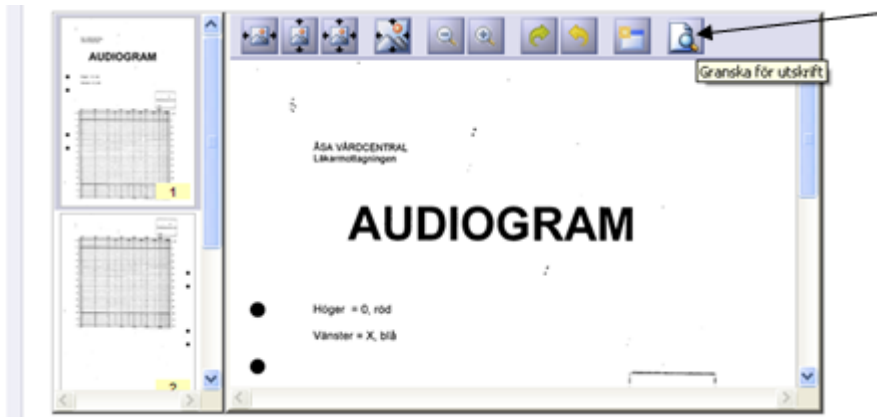 AUDIOGRAM
1
2
Granska för utskrift
ÅSA VÅRDCENTRAL
Läkarmottagningen
AUDIOGRAM
Höger = 0, röd
Vänster = X, blå